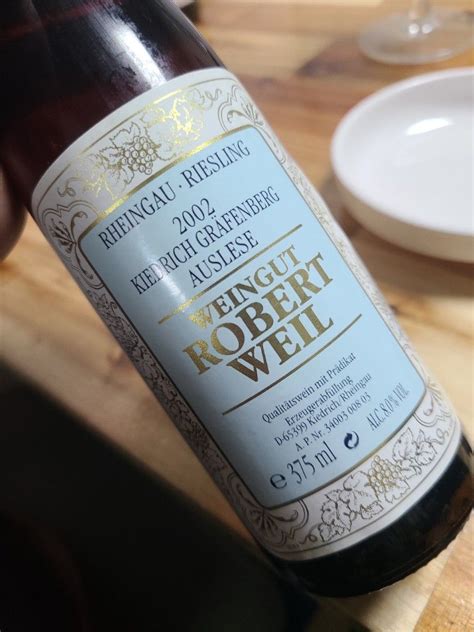 RHEINGAU · RIESLING
2002
KIEDRICH GRÄFENBERG
AUSLESE
WEINGUT
ROBERT
WEIL
Qualitätswein mit Prädikat
Erzeugerabfüllung
D-65399 Kiedrich/Rheingau
A. P. Nr. 34003 008 03
℮ 375 ml ALC. 8.0% VOL.